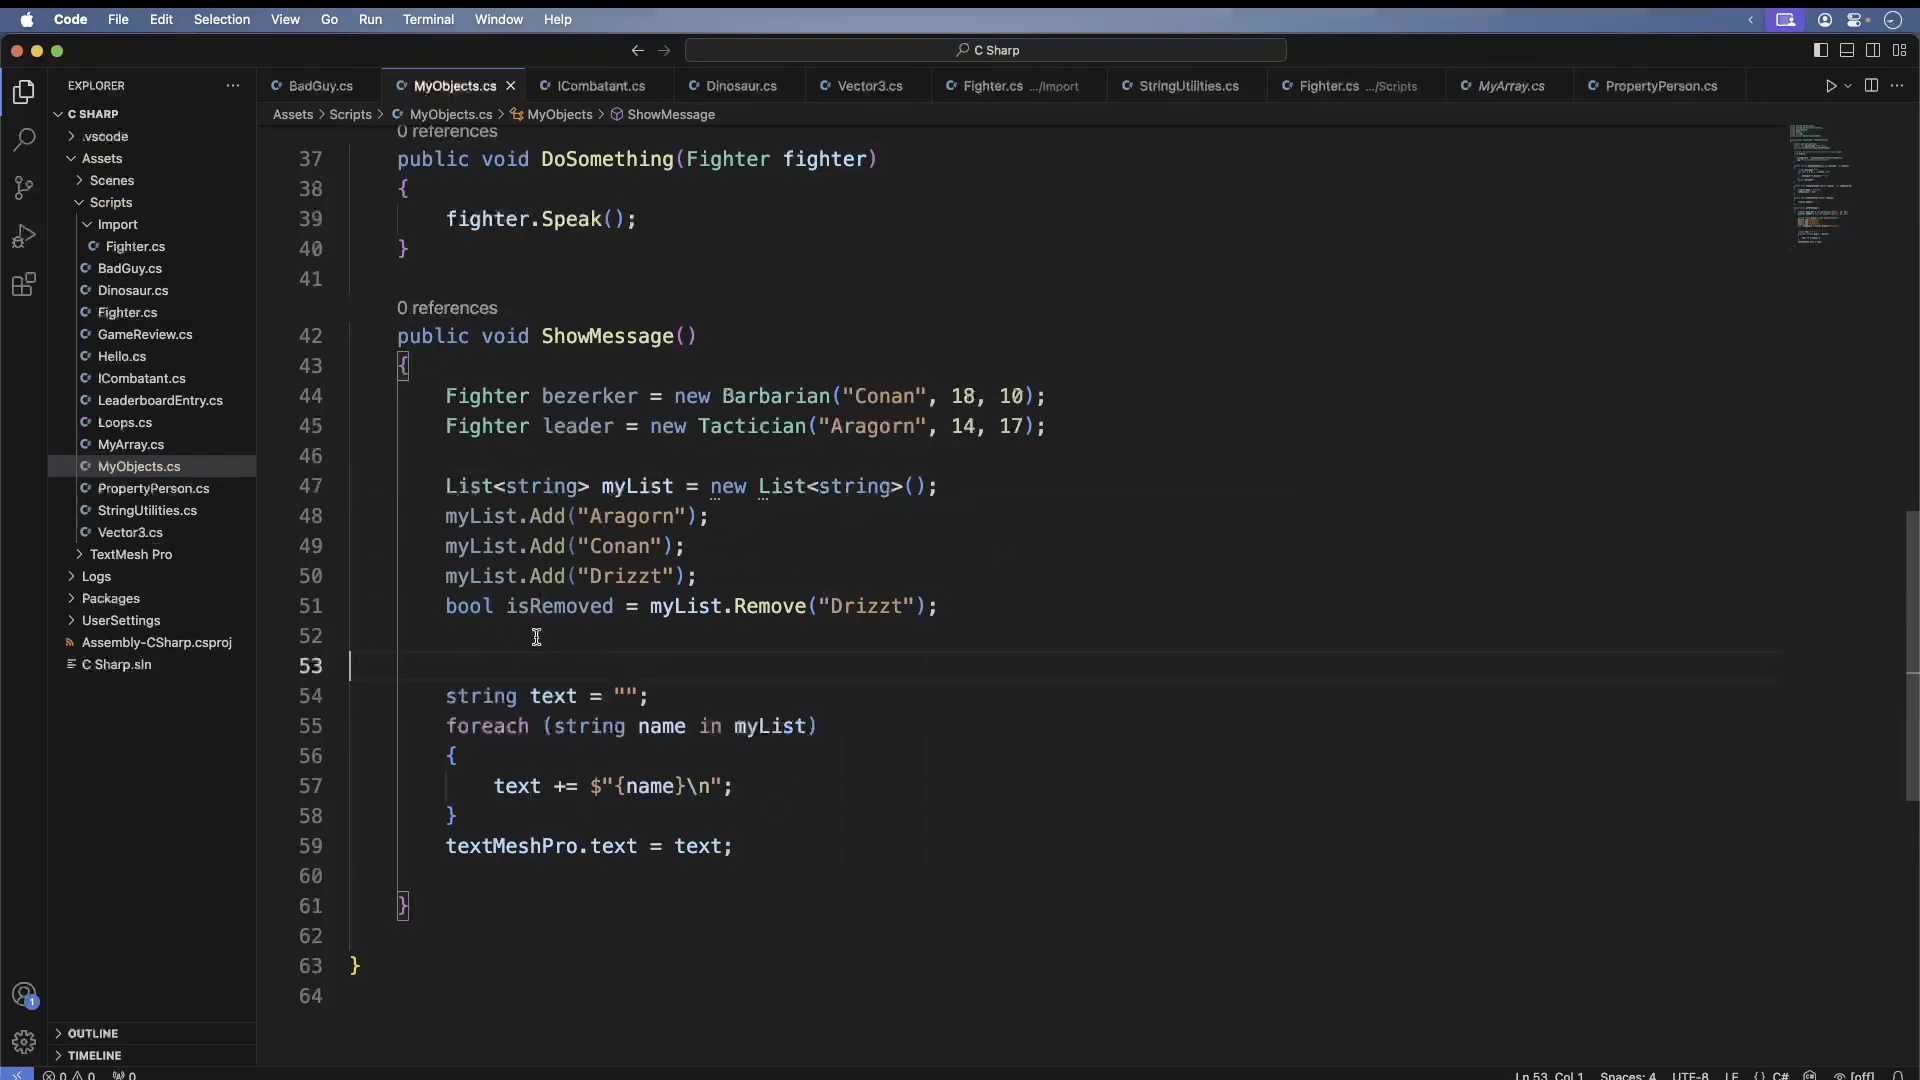 Code File Edit Selection View Go Run Terminal Window Help
C Sharp
EXPLORER
BadGuy.cs MyObjects.cs ICombatant.cs Dinosaur.cs Vector3.cs Fighter.cs .../Import StringUtilities.cs Fighter.cs .../Scripts MyArray.cs PropertyPerson.cs
Assets > Scripts > MyObjects.cs > MyObjects > ShowMessage
C SHARP
.vscode
Assets
Scenes
Scripts
Import
Fighter.cs
BadGuy.cs
Dinosaur.cs
Fighter.cs
GameReview.cs
Hello.cs
ICombatant.cs
LeaderboardEntry.cs
Loops.cs
MyArray.cs
MyObjects.cs
PropertyPerson.cs
StringUtilities.cs
Vector3.cs
TextMesh Pro
Logs
Packages
UserSettings
Assembly-CSharp.csproj
C Sharp.sln
OUTLINE
TIMELINE
0 references
37 public void DoSomething(Fighter fighter)
38 {
39 fighter.Speak();
40 }
41
0 references
42 public void ShowMessage()
43 {
44 Fighter bezerker = new Barbarian("Conan", 18, 10);
45 Fighter leader = new Tactician("Aragorn", 14, 17);
46
47 List<string> myList = new List<string>();
48 myList.Add("Aragorn");
49 myList.Add("Conan");
50 myList.Add("Drizzt");
51 bool isRemoved = myList.Remove("Drizzt");
52
53
54 string text = "";
55 foreach (string name in myList)
56 {
57 text += $"{name}\n";
58 }
59 textMeshPro.text = text;
60
61 }
62
63 }
64
1
0 0 0
Ln 53, Col 1 Spaces: 4 UTF-8 LF {} C# [off]